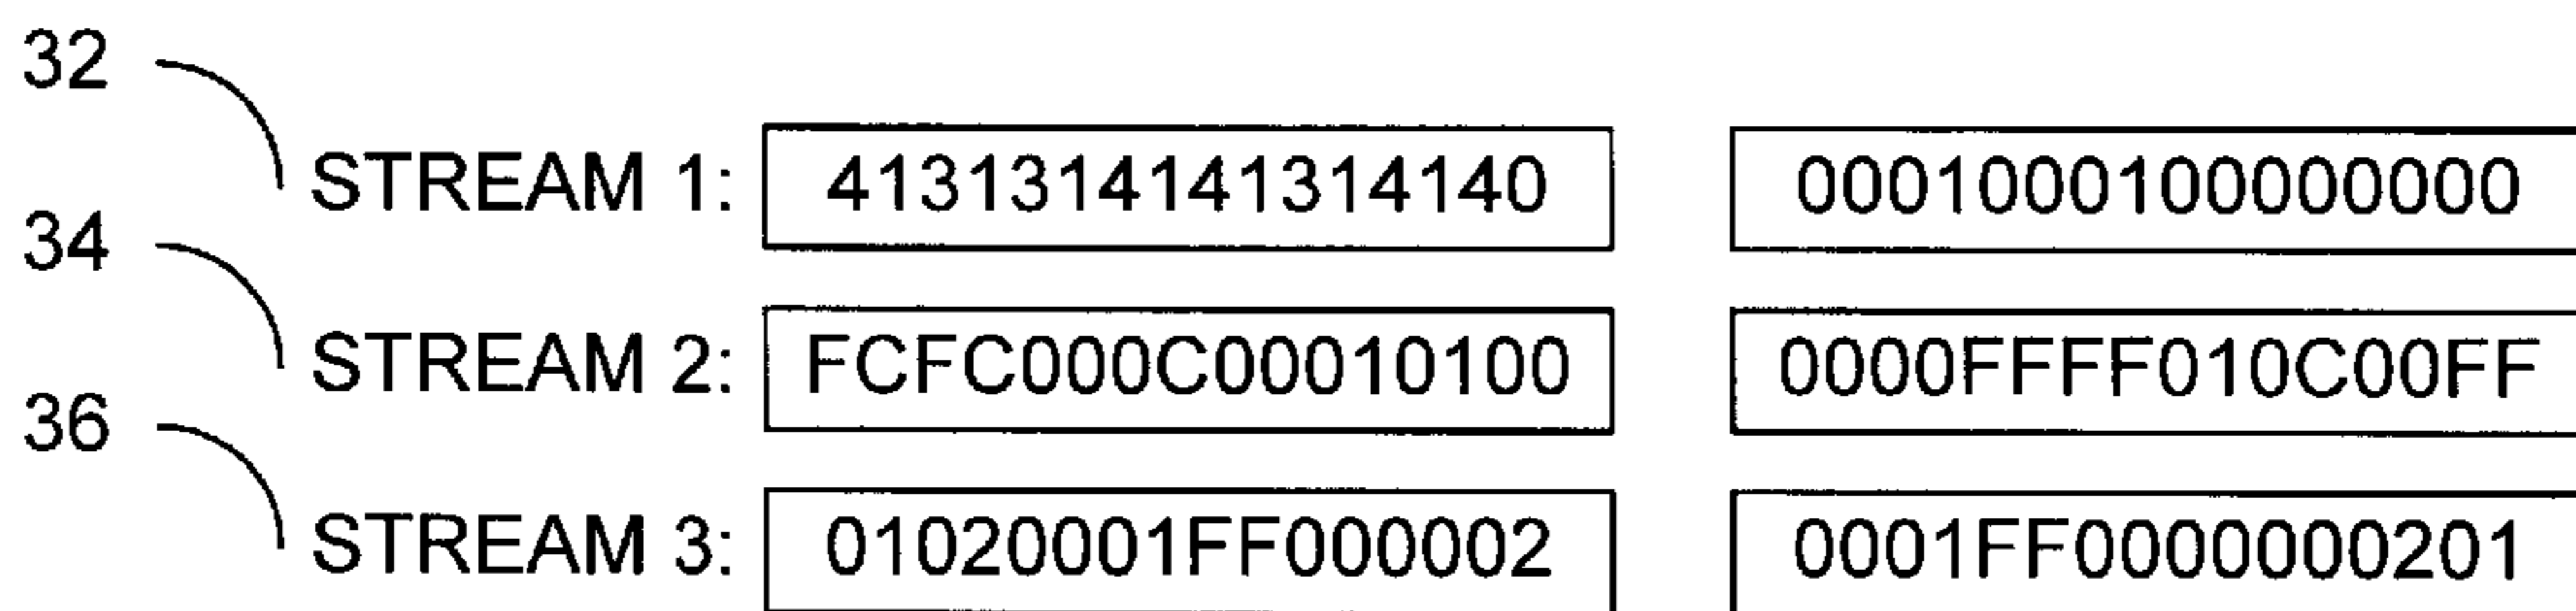 32
STREAM 1: 4131314141314140 0001000100000000
34
STREAM 2: FCFC000C00010100 0000FFFF010C00FF
36
STREAM 3: 01020001FF000002 0001FF0000000201